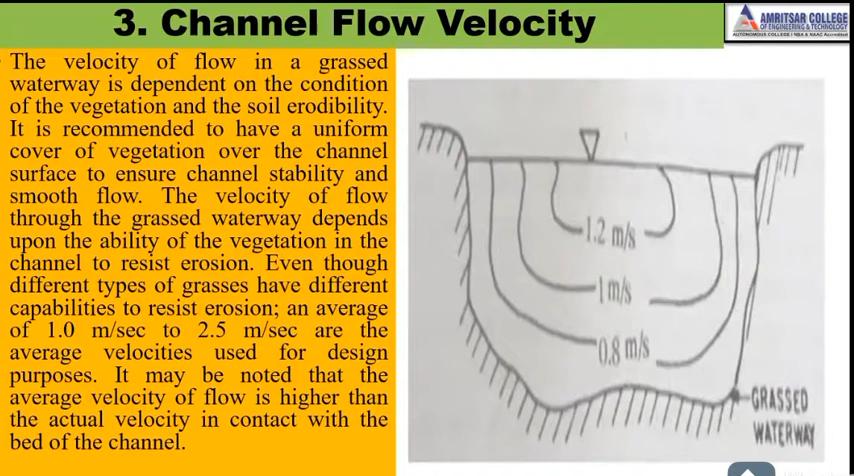 3. Channel Flow Velocity
AMRITSAR COLLEGE
OF ENGINEERING & TECHNOLOGY
AUTONOMOUS COLLEGE | NBA & NAAC Accredited
The velocity of flow in a grassed
waterway is dependent on the condition
of the vegetation and the soil erodibility.
It is recommended to have a uniform
cover of vegetation over the channel
surface to ensure channel stability and
smooth flow. The velocity of flow
through the grassed waterway depends
upon the ability of the vegetation in the
channel to resist erosion. Even though
different types of grasses have different
capabilities to resist erosion; an average
of 1.0 m/sec to 2.5 m/sec are the
average velocities used for design
purposes. It may be noted that the
average velocity of flow is higher than
the actual velocity in contact with the
bed of the channel.
1.2 m/s
1 m/s
0.8 m/s
GRASSED
WATERWAY